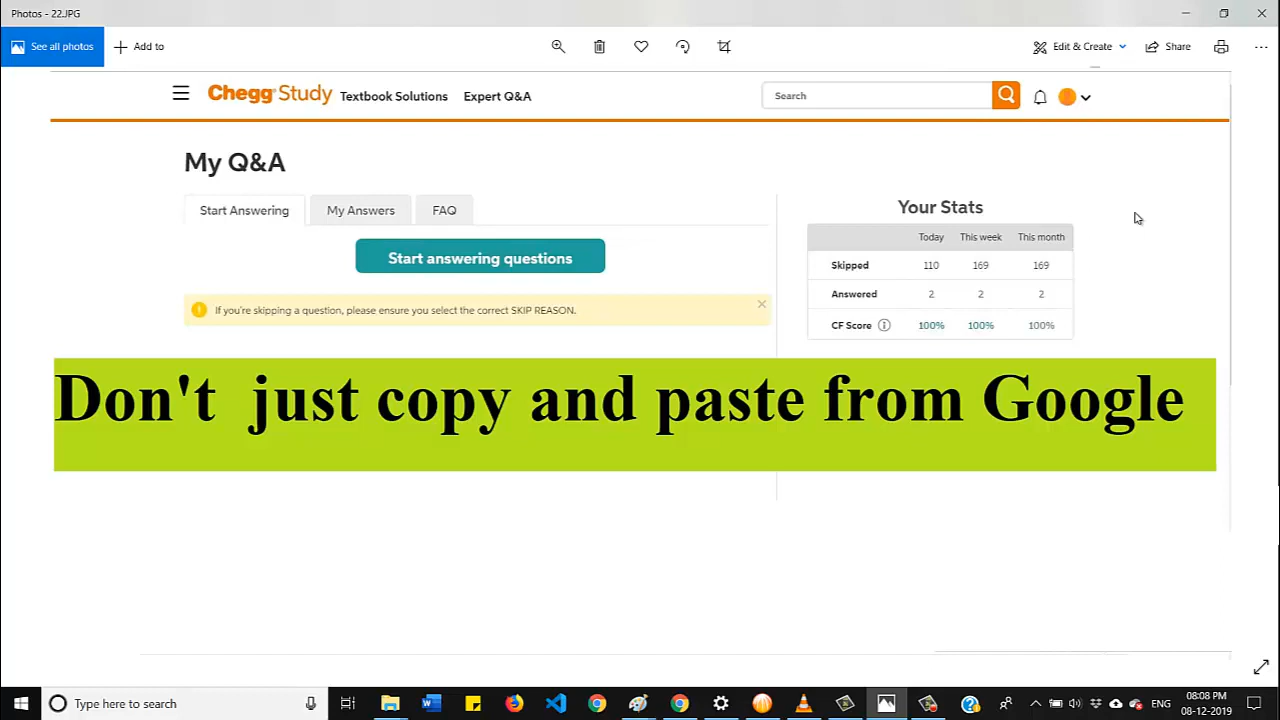 Photos - 22.JPG
See all photos
Add to
Edit & Create
Share
Chegg Study
Textbook Solutions
Expert Q&A
Search
My Q&A
Start Answering
My Answers
FAQ
Start answering questions
If you're skipping a question, please ensure you select the correct SKIP REASON.
Your Stats
Today This week This month
Skipped 110 169 169
Answered 2 2 2
CF Score 100% 100% 100%
Don't just copy and paste from Google
Type here to search
ENG
08:08 PM
08-12-2019